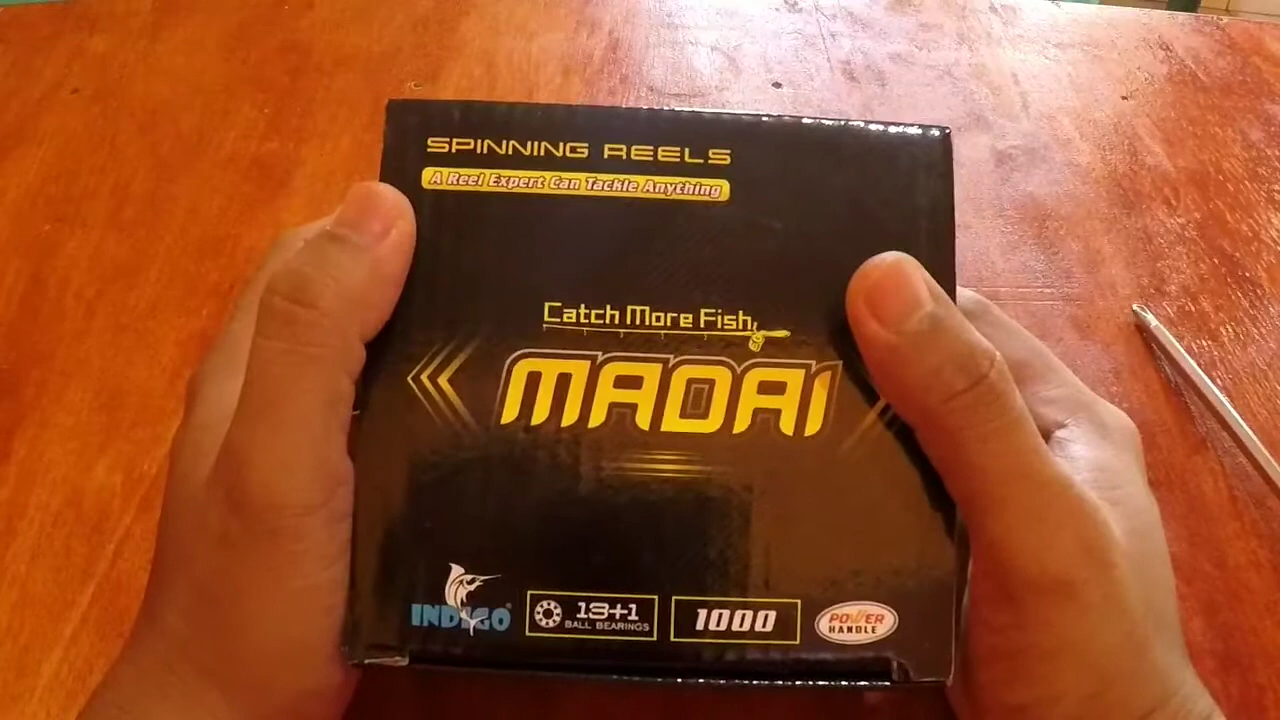 SPINNING REELS
A Reel Expert Can Tackle Anything
Catch More Fish
MADAI
INDIGO
13+1
BALL BEARINGS
1000
POWER
HANDLE